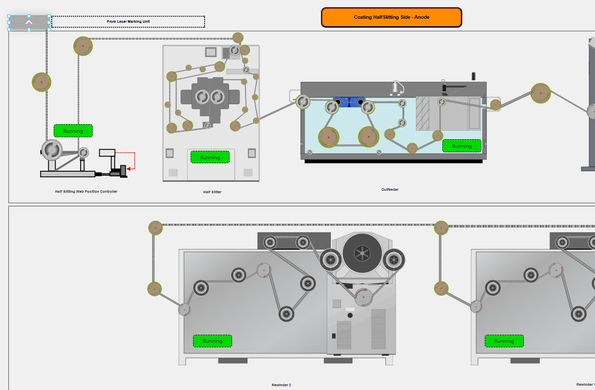 Coating Half Slitting Side - Anode
From Laser Marking Unit
Running
Running
Running
Half Slitting Web Position Controller
Half Slitter
Outfeeder
Running
Running
Rewinder 2
Rewinder